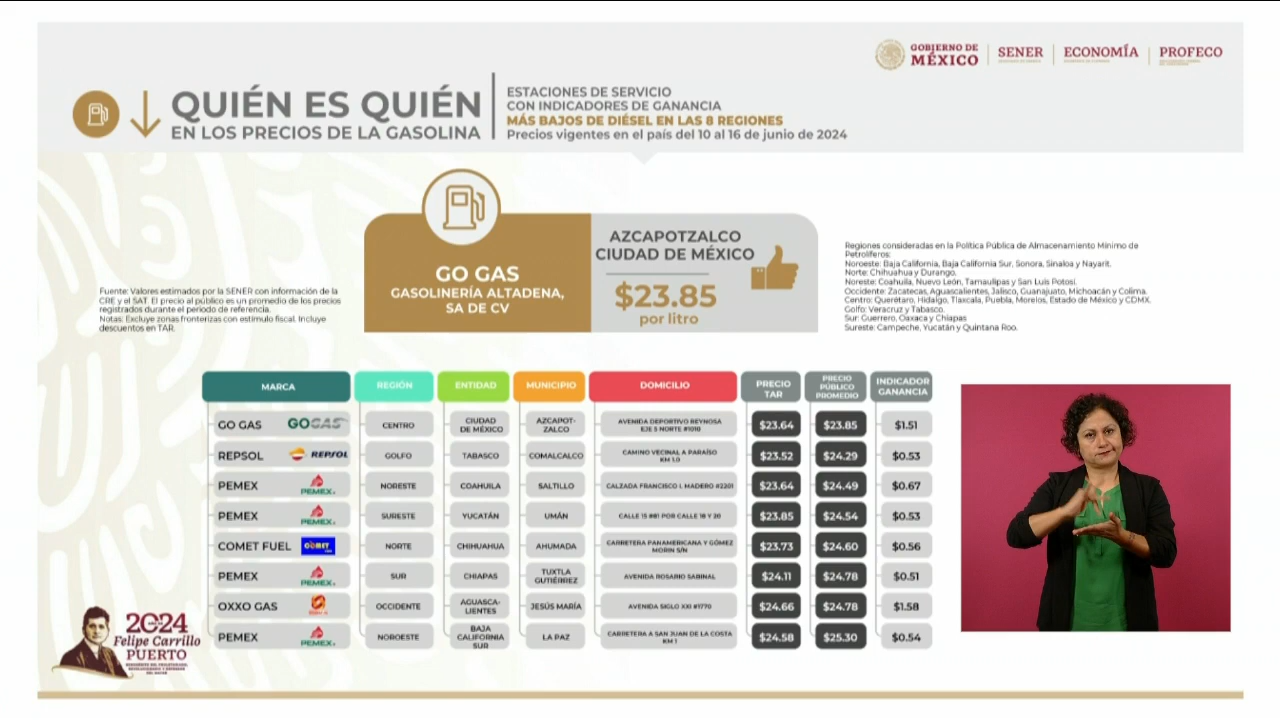 GOBIERNO DE
MÉXICO
SENER
ECONOMÍA
PROFECO
QUIÉN ES QUIÉN
EN LOS PRECIOS DE LA GASOLINA
ESTACIONES DE SERVICIO
CON INDICADORES DE GANANCIA
MÁS BAJOS DE DIÉSEL EN LAS 8 REGIONES
Precios vigentes en el país del 10 al 16 de junio de 2024
GO GAS
GASOLINERÍA ALTADENA,
SA DE CV
AZCAPOTZALCO
CIUDAD DE MÉXICO
$23.85
por litro
Fuente: Valores estimados por la SENER con información de la
CRE y el SAT. El precio al público es un promedio de los precios
registrados durante el periodo de referencia.
Notas: Excluye zonas fronterizas con estímulo fiscal. Incluye
descuentos en TAR.
Regiones consideradas en la Política Pública de Almacenamiento Mínimo de
Petrolíferos:
Noroeste: Baja California, Baja California Sur, Sonora, Sinaloa y Nayarit.
Norte: Chihuahua y Durango.
Noreste: Coahuila, Nuevo León, Tamaulipas y San Luis Potosí.
Occidente: Zacatecas, Aguascalientes, Jalisco, Guanajuato, Michoacán y Colima.
Centro: Querétaro, Hidalgo, Tlaxcala, Puebla, Morelos, Estado de México y CDMX.
Golfo: Veracruz y Tabasco.
Sur: Guerrero, Oaxaca y Chiapas
Sureste: Campeche, Yucatán y Quintana Roo.
MARCA REGIÓN ENTIDAD MUNICIPIO DOMICILIO PRECIO TAR PRECIO PÚBLICO PROMEDIO INDICADOR GANANCIA
GO GAS GOGAS CENTRO CIUDAD DE MÉXICO AZCAPOT-ZALCO AVENIDA DEPORTIVO REYNOSA EJE 5 NORTE #1010 $23.64 $23.85 $1.51
REPSOL REPSOL GOLFO TABASCO COMALCALCO CAMINO VECINAL A PARAÍSO KM 1.0 $23.52 $24.29 $0.53
PEMEX PEMEX NORESTE COAHUILA SALTILLO CALZADA FRANCISCO I. MADERO #2201 $23.64 $24.49 $0.67
PEMEX PEMEX SURESTE YUCATÁN UMÁN CALLE 15 #81 POR CALLE 18 Y 20 $23.85 $24.54 $0.53
COMET FUEL COMET NORTE CHIHUAHUA AHUMADA CARRETERA PANAMERICANA Y GÓMEZ MORIN S/N $23.73 $24.60 $0.56
PEMEX PEMEX SUR CHIAPAS TUXTLA GUTIÉRREZ AVENIDA ROSARIO SABINAL $24.11 $24.78 $0.51
OXXO GAS OCCIDENTE AGUASCA-LIENTES JESÚS MARÍA AVENIDA SIGLO XXI #1770 $24.66 $24.78 $1.58
PEMEX PEMEX NOROESTE BAJA CALIFORNIA SUR LA PAZ CARRETERA A SAN JUAN DE LA COSTA KM 1 $24.58 $25.30 $0.54
2024
Felipe Carrillo
PUERTO